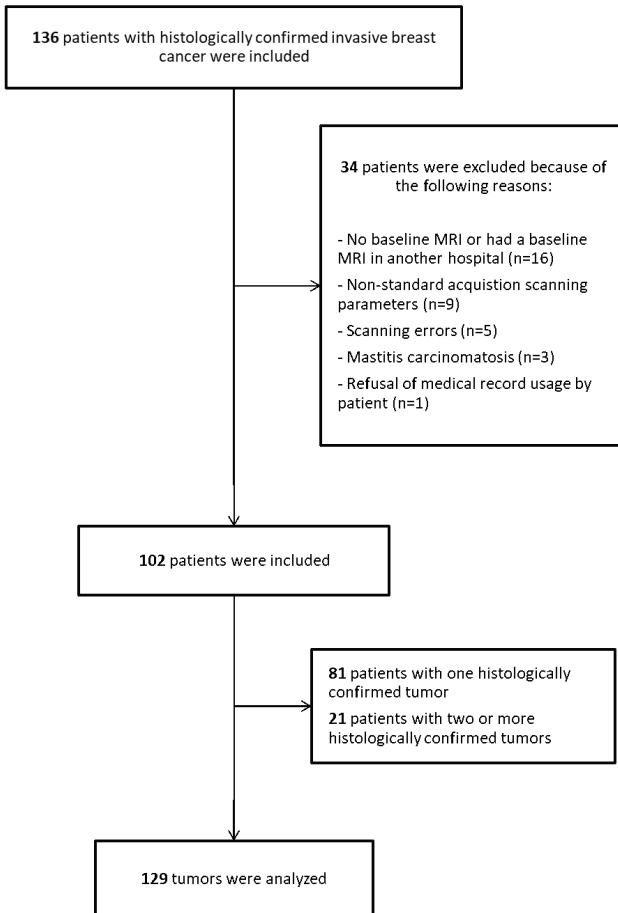 136 patients with histologically confirmed invasive breast
cancer were included
34 patients were excluded because of
the following reasons:
- No baseline MRI or had a baseline
MRI in another hospital (n=16)
- Non-standard acquistion scanning
parameters (n=9)
- Scanning errors (n=5)
- Mastitis carcinomatosis (n=3)
- Refusal of medical record usage by
patient (n=1)
102 patients were included
81 patients with one histologically
confirmed tumor
21 patients with two or more
histologically confirmed tumors
129 tumors were analyzed